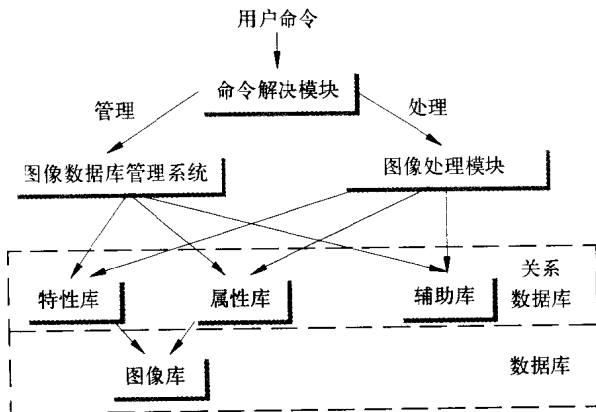 用户命令
命令解决模块
管理
处理
图像数据库管理系统
图像处理模块
特性库
属性库
辅助库
关系
数据库
图像库
数据库